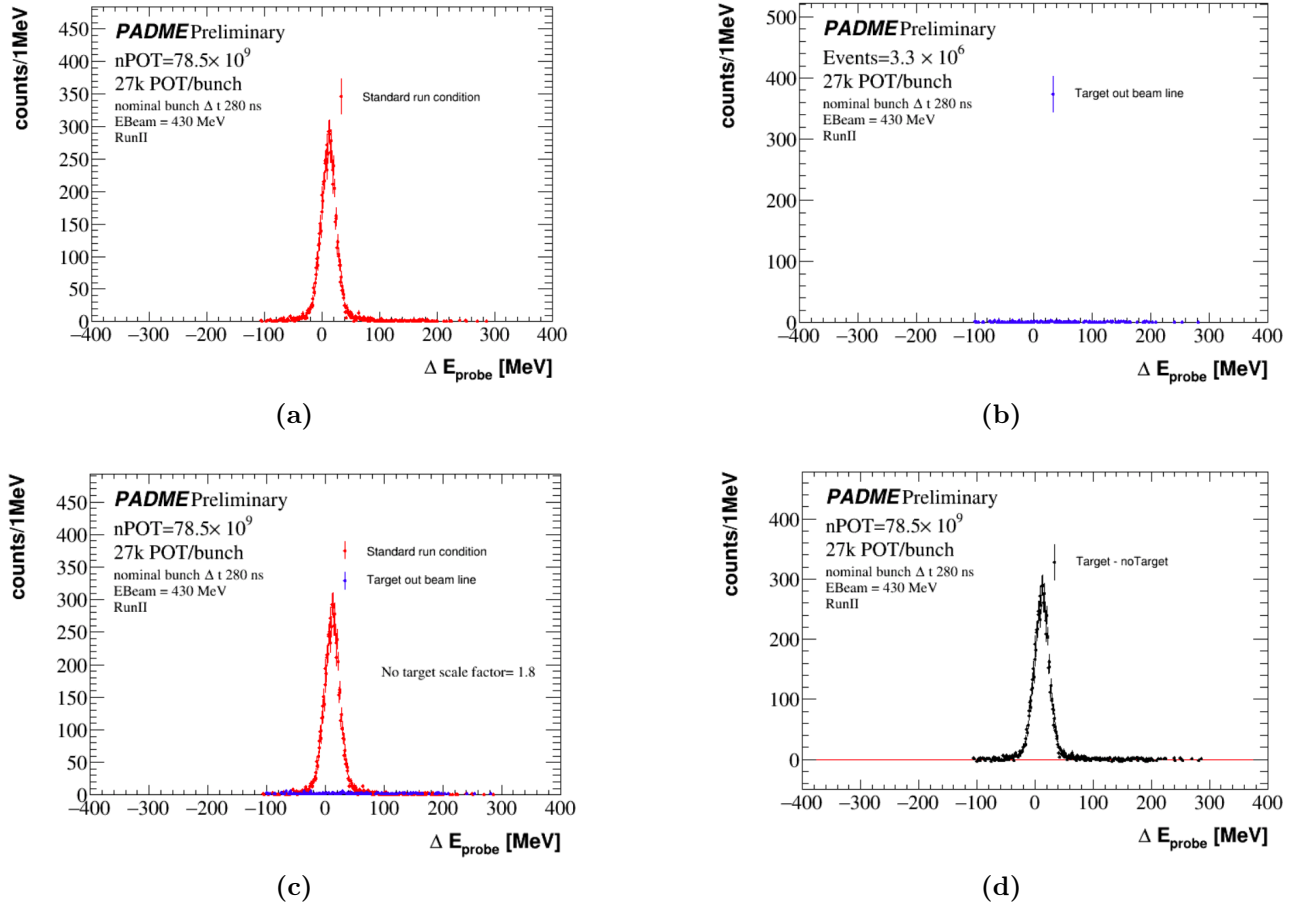 counts/1MeV
450
400
350
300
250
200
150
100
50
0
PADME Preliminary
nPOT=78.5× 10^9
27k POT/bunch
nominal bunch Δ t 280 ns
EBeam = 430 MeV
RunII
Standard run condition
−400 −300 −200 −100 0 100 200 300 400
Δ E_probe [MeV]
(a)
counts/1MeV
500
400
300
200
100
0
PADME Preliminary
Events=3.3 × 10^6
27k POT/bunch
nominal bunch Δ t 280 ns
EBeam = 430 MeV
RunII
Target out beam line
−400 −300 −200 −100 0 100 200 300 400
Δ E_probe [MeV]
(b)
counts/1MeV
450
400
350
300
250
200
150
100
50
0
PADME Preliminary
nPOT=78.5× 10^9
27k POT/bunch
nominal bunch Δ t 280 ns
EBeam = 430 MeV
RunII
Standard run condition
Target out beam line
No target scale factor= 1.8
−400 −300 −200 −100 0 100 200 300 400
Δ E_probe [MeV]
(c)
counts/1MeV
400
300
200
100
0
PADME Preliminary
nPOT=78.5× 10^9
27k POT/bunch
nominal bunch Δ t 280 ns
EBeam = 430 MeV
RunII
Target - noTarget
−400 −300 −200 −100 0 100 200 300 400
Δ E_probe [MeV]
(d)